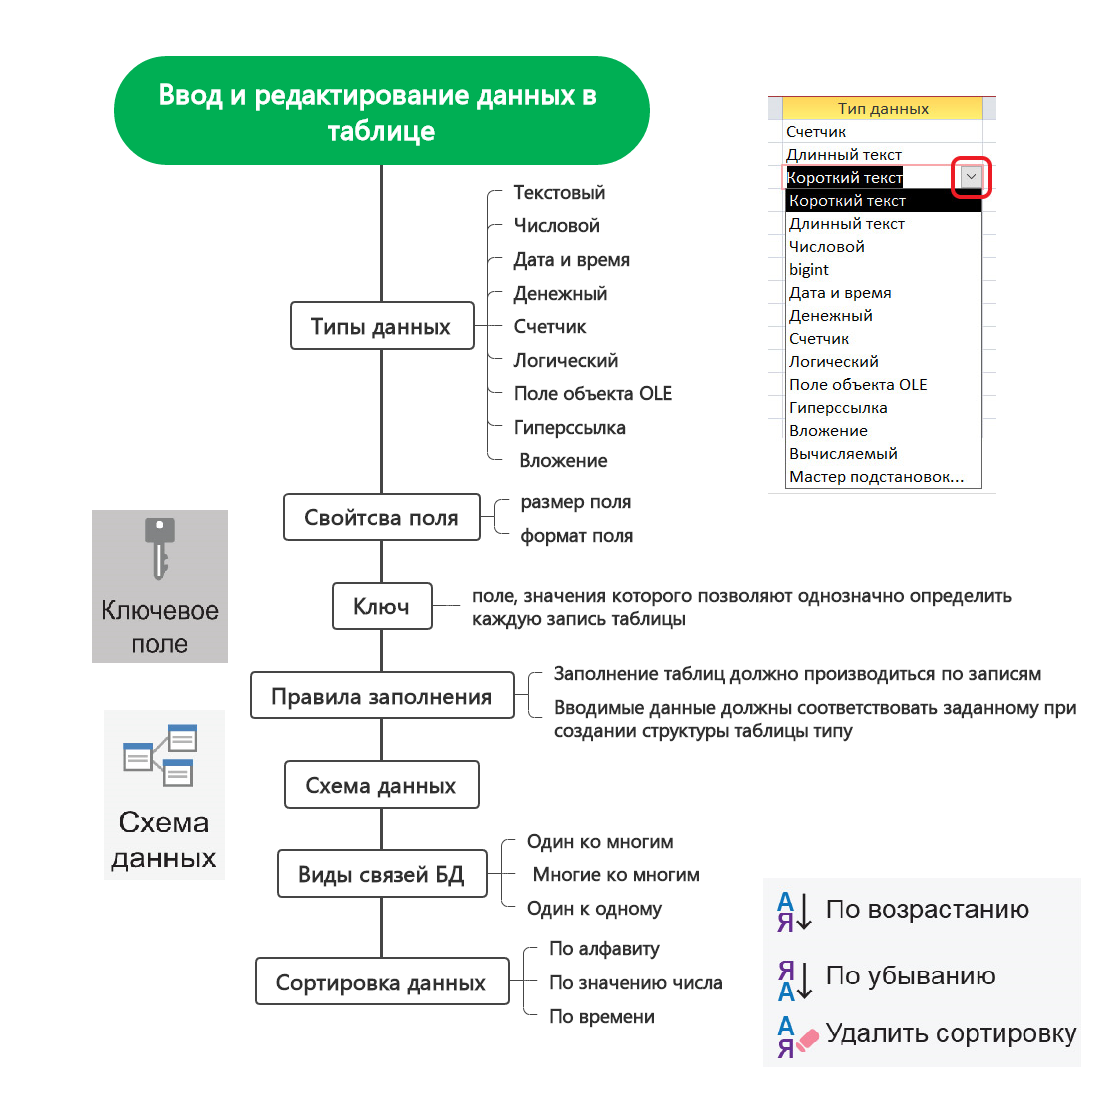 Ввод и редактирование данных в
таблице
Типы данных
Текстовый
Числовой
Дата и время
Денежный
Счетчик
Логический
Поле объекта OLE
Гиперссылка
Вложение
Тип данных
Счетчик
Длинный текст
Короткий текст
Короткий текст
Длинный текст
Числовой
bigint
Дата и время
Денежный
Счетчик
Логический
Поле объекта OLE
Гиперссылка
Вложение
Вычисляемый
Мастер подстановок...
Свойтсва поля
размер поля
формат поля
Ключевое
поле
Ключ
поле, значения которого позволяют однозначно определить
каждую запись таблицы
Правила заполнения
Заполнение таблиц должно производиться по записям
Вводимые данные должны соответствовать заданному при
создании структуры таблицы типу
Схема
данных
Схема данных
Виды связей БД
Один ко многим
Многие ко многим
Один к одному
Сортировка данных
По алфавиту
По значению числа
По времени
А
Я
По возрастанию
Я
А
По убыванию
А
Я
Удалить сортировку